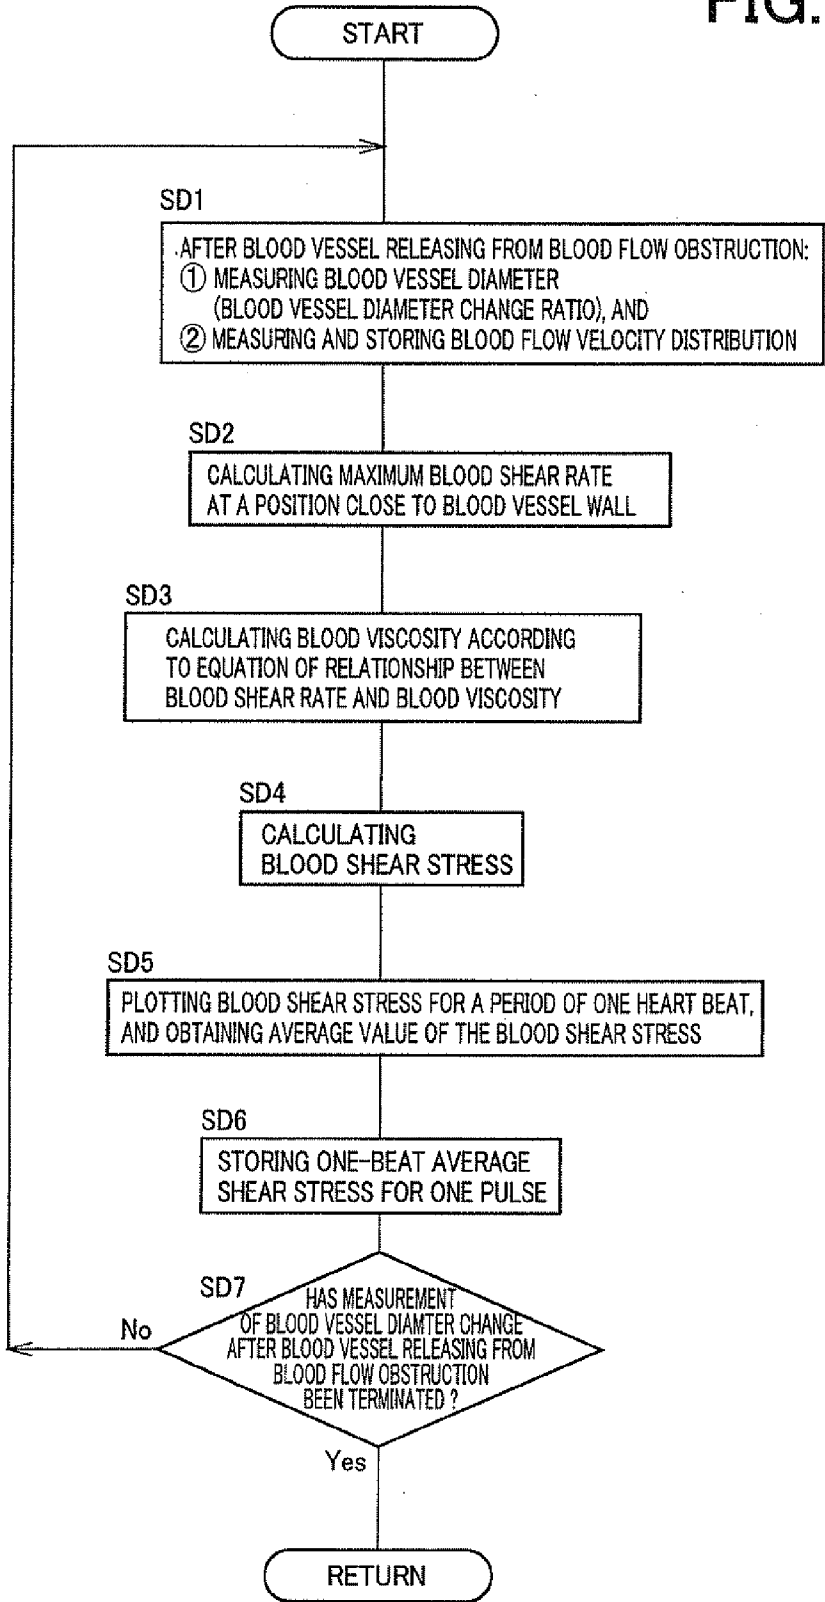 FIG.
START
SD1
AFTER BLOOD VESSEL RELEASING FROM BLOOD FLOW OBSTRUCTION:
① MEASURING BLOOD VESSEL DIAMETER
(BLOOD VESSEL DIAMETER CHANGE RATIO), AND
② MEASURING AND STORING BLOOD FLOW VELOCITY DISTRIBUTION
SD2
CALCULATING MAXIMUM BLOOD SHEAR RATE
AT A POSITION CLOSE TO BLOOD VESSEL WALL
SD3
CALCULATING BLOOD VISCOSITY ACCORDING
TO EQUATION OF RELATIONSHIP BETWEEN
BLOOD SHEAR RATE AND BLOOD VISCOSITY
SD4
CALCULATING
BLOOD SHEAR STRESS
SD5
PLOTTING BLOOD SHEAR STRESS FOR A PERIOD OF ONE HEART BEAT,
AND OBTAINING AVERAGE VALUE OF THE BLOOD SHEAR STRESS
SD6
STORING ONE-BEAT AVERAGE
SHEAR STRESS FOR ONE PULSE
SD7
HAS MEASUREMENT
OF BLOOD VESSEL DIAMTER CHANGE
AFTER BLOOD VESSEL RELEASING FROM
BLOOD FLOW OBSTRUCTION
BEEN TERMINATED ?
No
Yes
RETURN